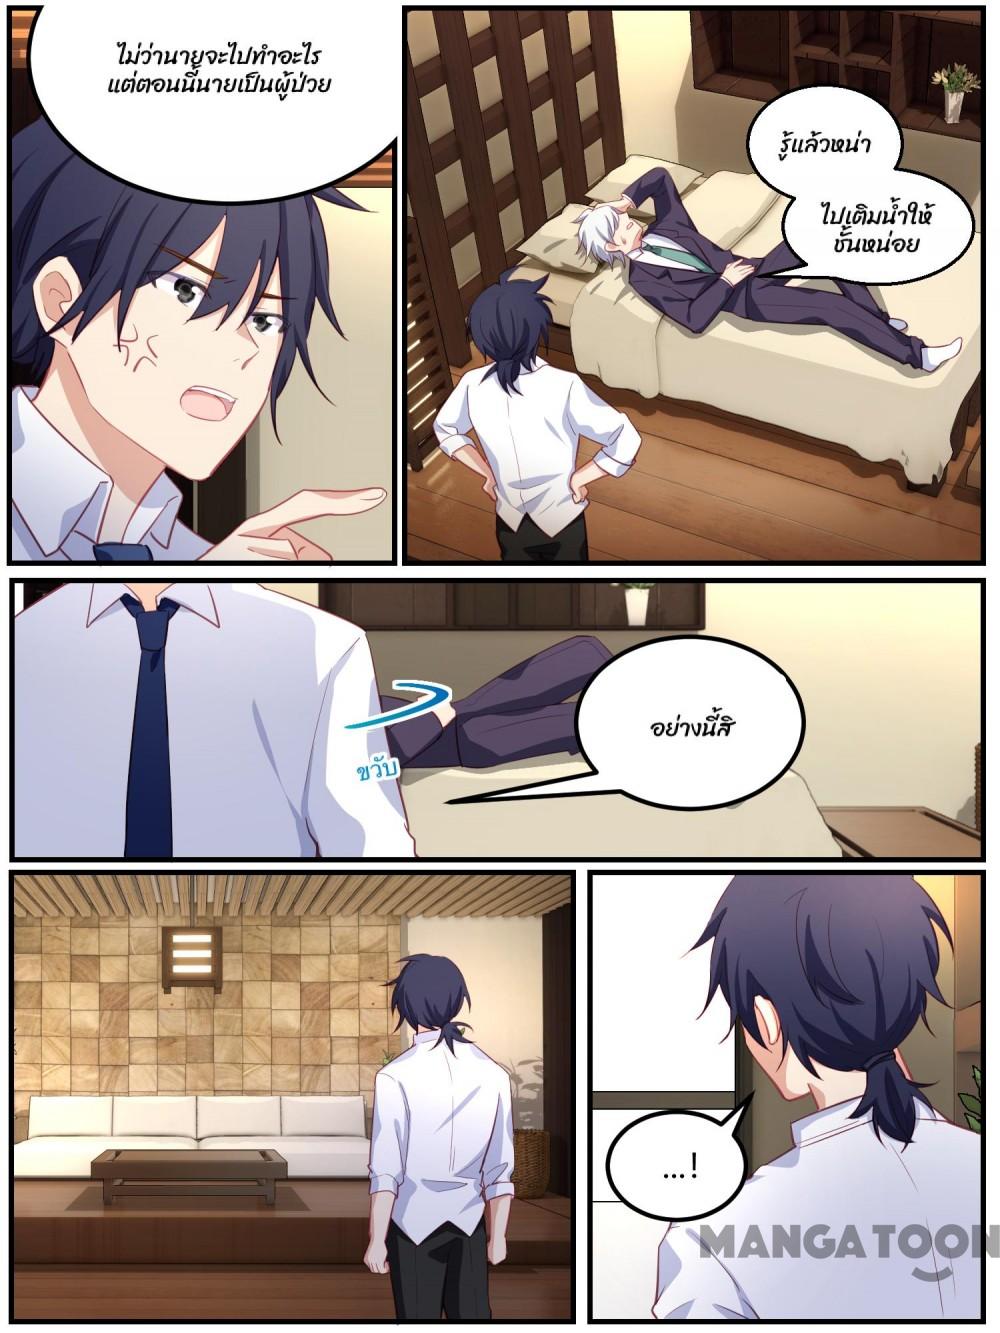 ไม่ว่านายจะไปทำอะไร
แต่ตอนนี้นายเป็นผู้ป่วย
รู้แล้วหน่า
ไปเติมน้ำให้
ชั้นหน่อย
อย่างนี้สิ
ขวับ
...!
MANGATOON